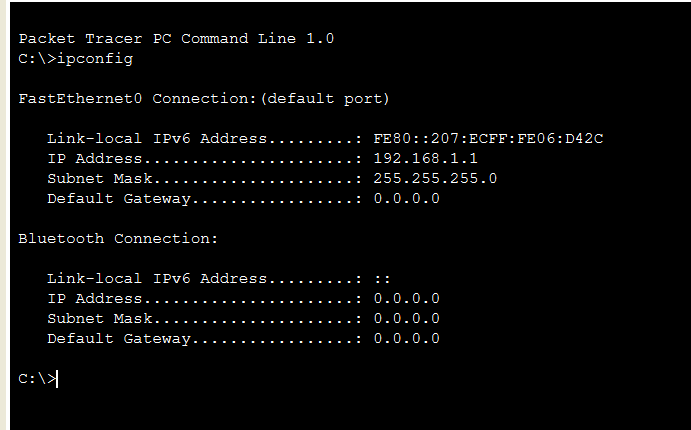 Packet Tracer PC Command Line 1.0
C:\>ipconfig
FastEthernet0 Connection:(default port)
Link-local IPv6 Address.........: FE80::207:ECFF:FE06:D42C
IP Address......................: 192.168.1.1
Subnet Mask.....................: 255.255.255.0
Default Gateway.................: 0.0.0.0
Bluetooth Connection:
Link-local IPv6 Address.........: ::
IP Address......................: 0.0.0.0
Subnet Mask.....................: 0.0.0.0
Default Gateway.................: 0.0.0.0
C:\>